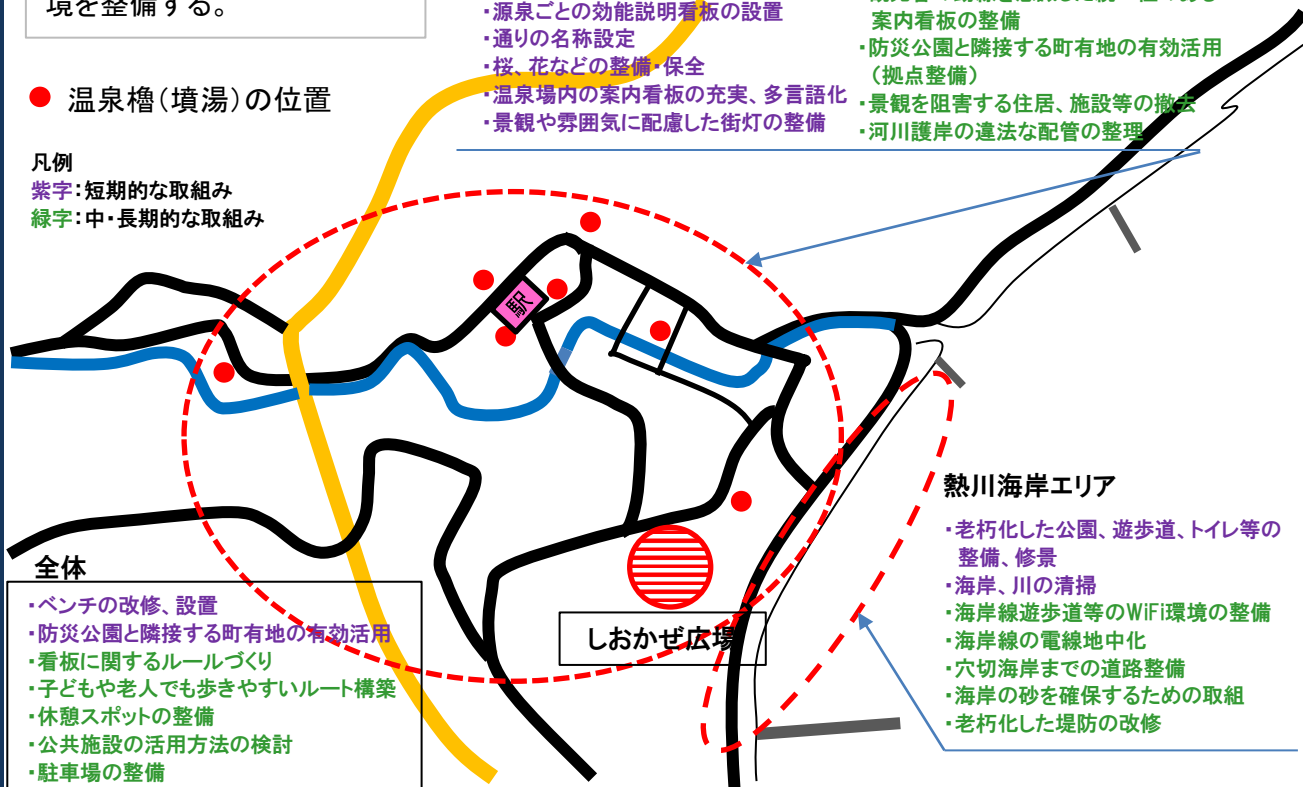 境を整備する。
● 温泉櫓(墳湯)の位置
凡例
紫字:短期的な取組み
緑字:中・長期的な取組み
・源泉ごとの効能説明看板の設置
・通りの名称設定
・桜、花などの整備・保全
・温泉場内の案内看板の充実、多言語化
・景観や雰囲気に配慮した街灯の整備
案内看板の整備
・防災公園と隣接する町有地の有効活用
(拠点整備)
・景観を阻害する住居、施設等の撤去
・河川護岸の違法な配管の整理
駅
熱川海岸エリア
・老朽化した公園、遊歩道、トイレ等の
整備、修景
・海岸、川の清掃
・海岸線遊歩道等のWiFi環境の整備
・海岸線の電線地中化
・穴切海岸までの道路整備
・海岸の砂を確保するための取組
・老朽化した堤防の改修
しおかぜ広場
全体
・ベンチの改修、設置
・防災公園と隣接する町有地の有効活用
・看板に関するルールづくり
・子どもや老人でも歩きやすいルート構築
・休憩スポットの整備
・公共施設の活用方法の検討
・駐車場の整備